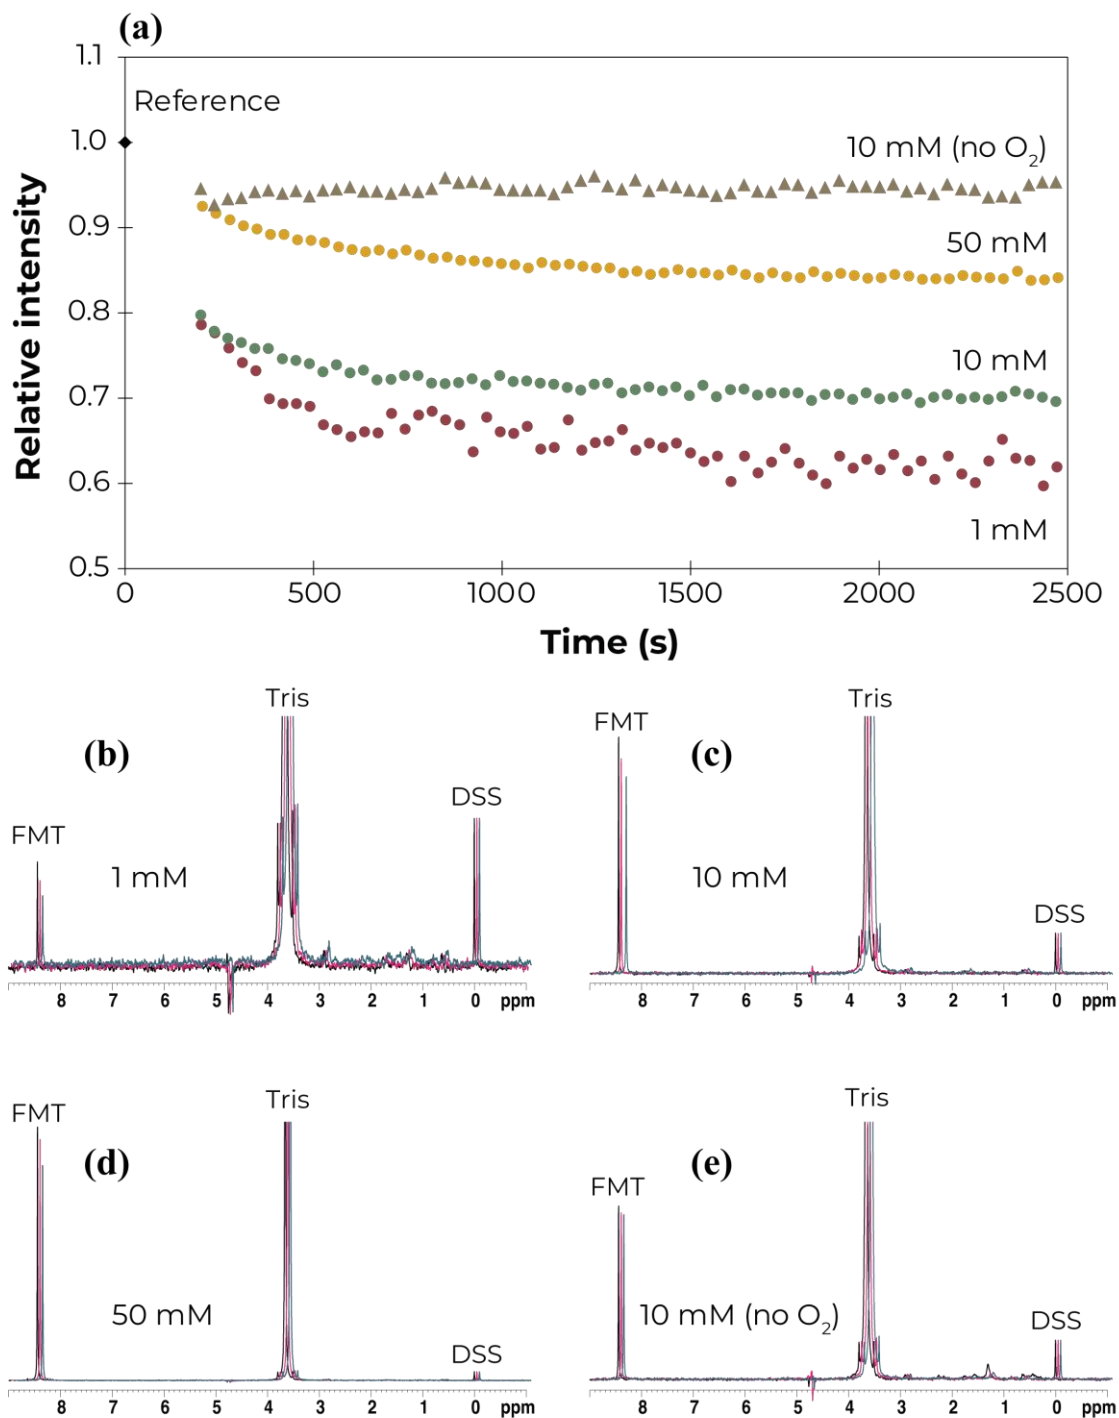 (a)
1.1
Reference
1.0
10 mM (no O₂)
0.9
50 mM
0.8
10 mM
0.7
0.6
1 mM
0.5
Relative intensity
0 500 1000 1500 2000 2500
Time (s)
(b)
Tris
FMT
DSS
1 mM
8 7 6 5 4 3 2 1 0 ppm
(c)
Tris
FMT
10 mM
DSS
8 7 6 5 4 3 2 1 0 ppm
(d)
Tris
FMT
50 mM
DSS
8 7 6 5 4 3 2 1 0 ppm
(e)
Tris
FMT
10 mM (no O₂)
DSS
8 7 6 5 4 3 2 1 0 ppm